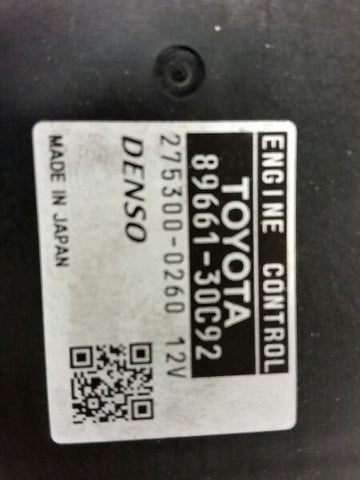 ENGINE CONTROL
TOYOTA
89661-30C92
275300-0260 12V
DENSO
MADE IN JAPAN